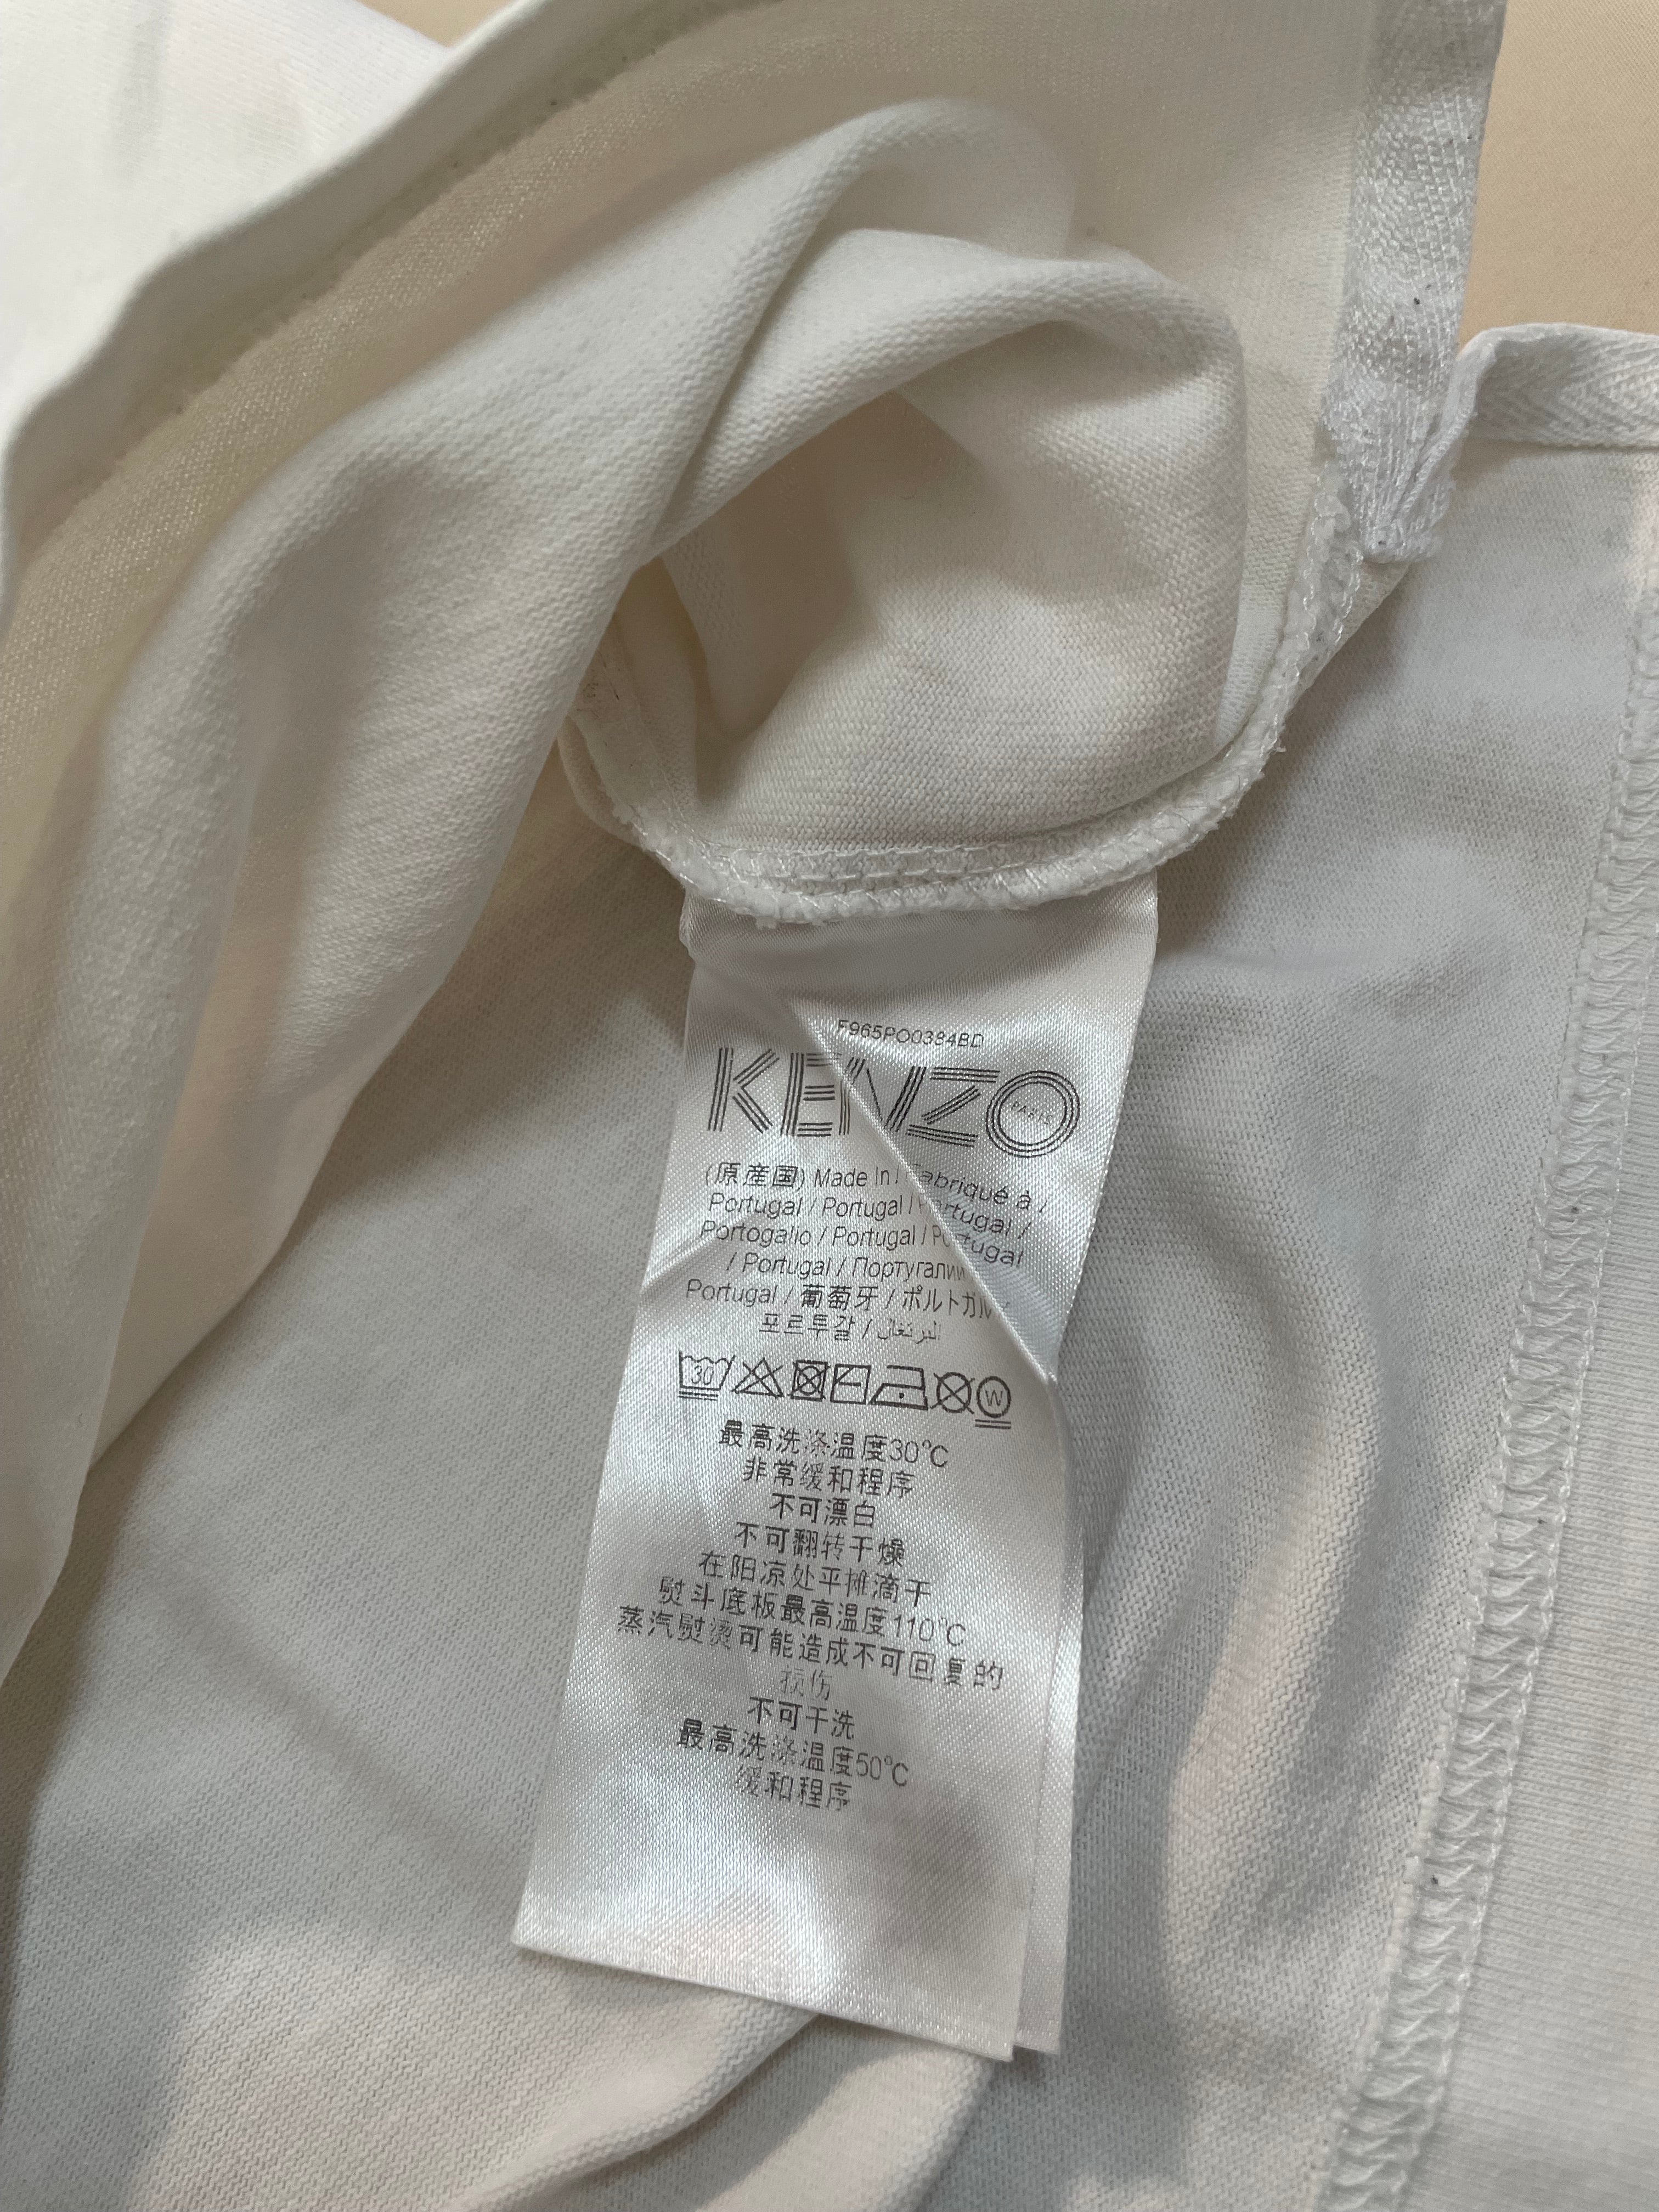 F965PO0384BD
KENZO
PARIS
(原産国) Made In / Fabriqué à /
Portugal / Portugal / Portugal /
Portogallo / Portugal / Portugal
/ Portugal / Португалии
Portugal / 葡萄牙 / ポルトガル /
포르투갈 / البرتغال
30
W
最高洗涤温度30℃
非常缓和程序
不可漂白
不可翻转干燥
在阳凉处平摊滴干
熨斗底板最高温度110℃
蒸汽熨烫可能造成不可回复的
损伤
不可干洗
最高洗涤温度50℃
缓和程序